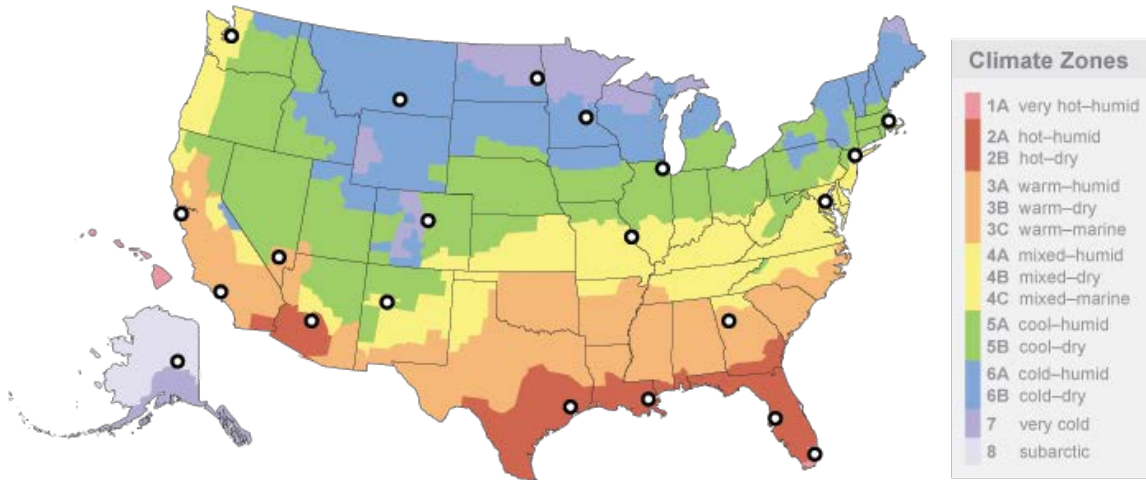 Climate Zones
1A very hot–humid
2A hot–humid
2B hot–dry
3A warm–humid
3B warm–dry
3C warm–marine
4A mixed–humid
4B mixed–dry
4C mixed–marine
5A cool–humid
5B cool–dry
6A cold–humid
6B cold–dry
7 very cold
8 subarctic